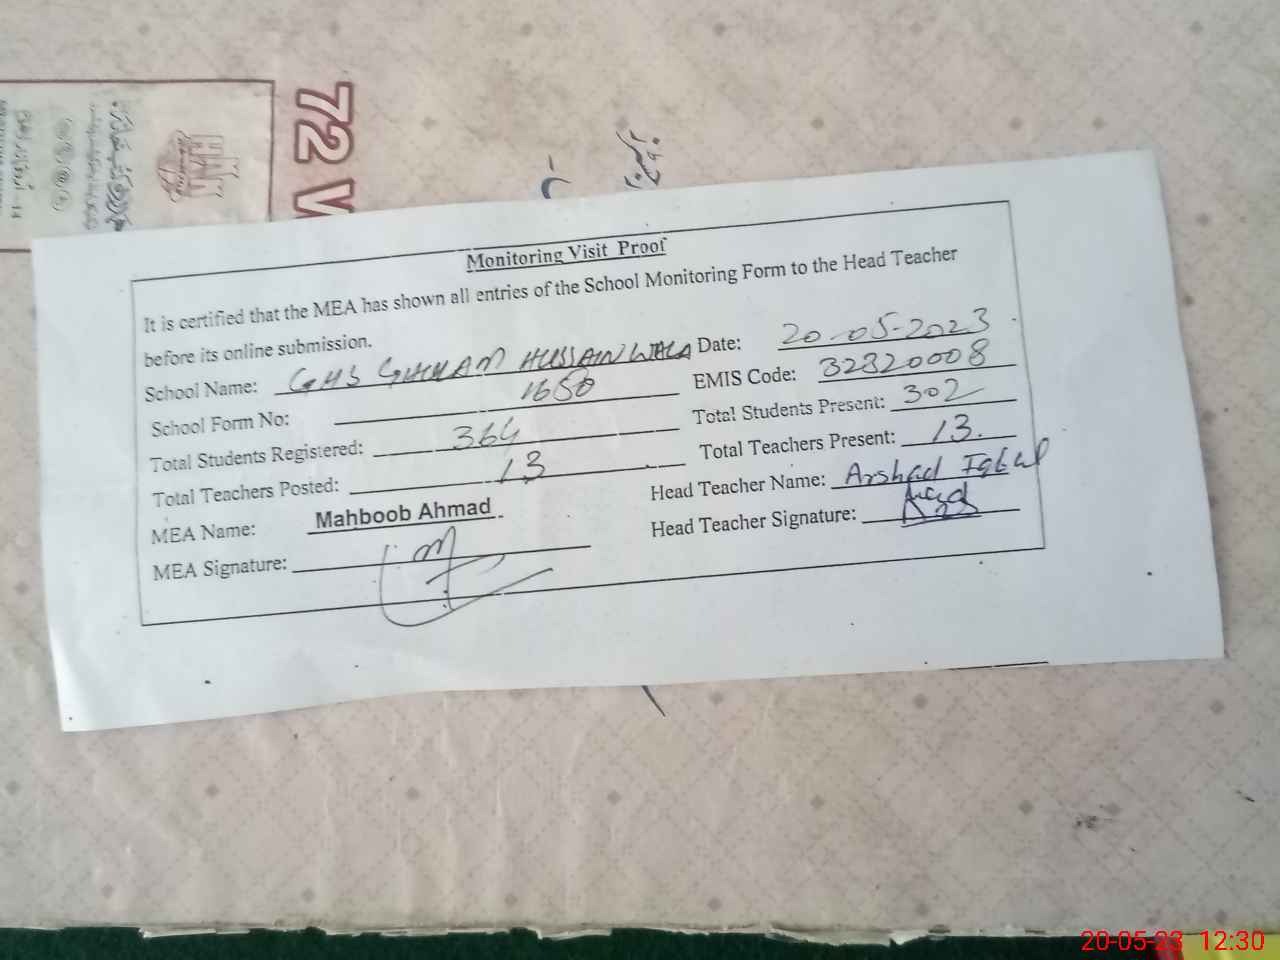 72
Monitoring Visit Proof
It is certified that the MEA has shown all entries of the School Monitoring Form to the Head Teacher
before its online submission.
School Name: GHS GHULAM HUSSAIN WALA Date: 20-05-2023
School Form No: 1650 EMIS Code: 32320008
Total Students Registered: 364 Total Students Present: 302
Total Teachers Posted: 13 Total Teachers Present: 13.
MEA Name: Mahboob Ahmad Head Teacher Name: Arshad Iqbal
MEA Signature: Head Teacher Signature:
20-05-23 12:30